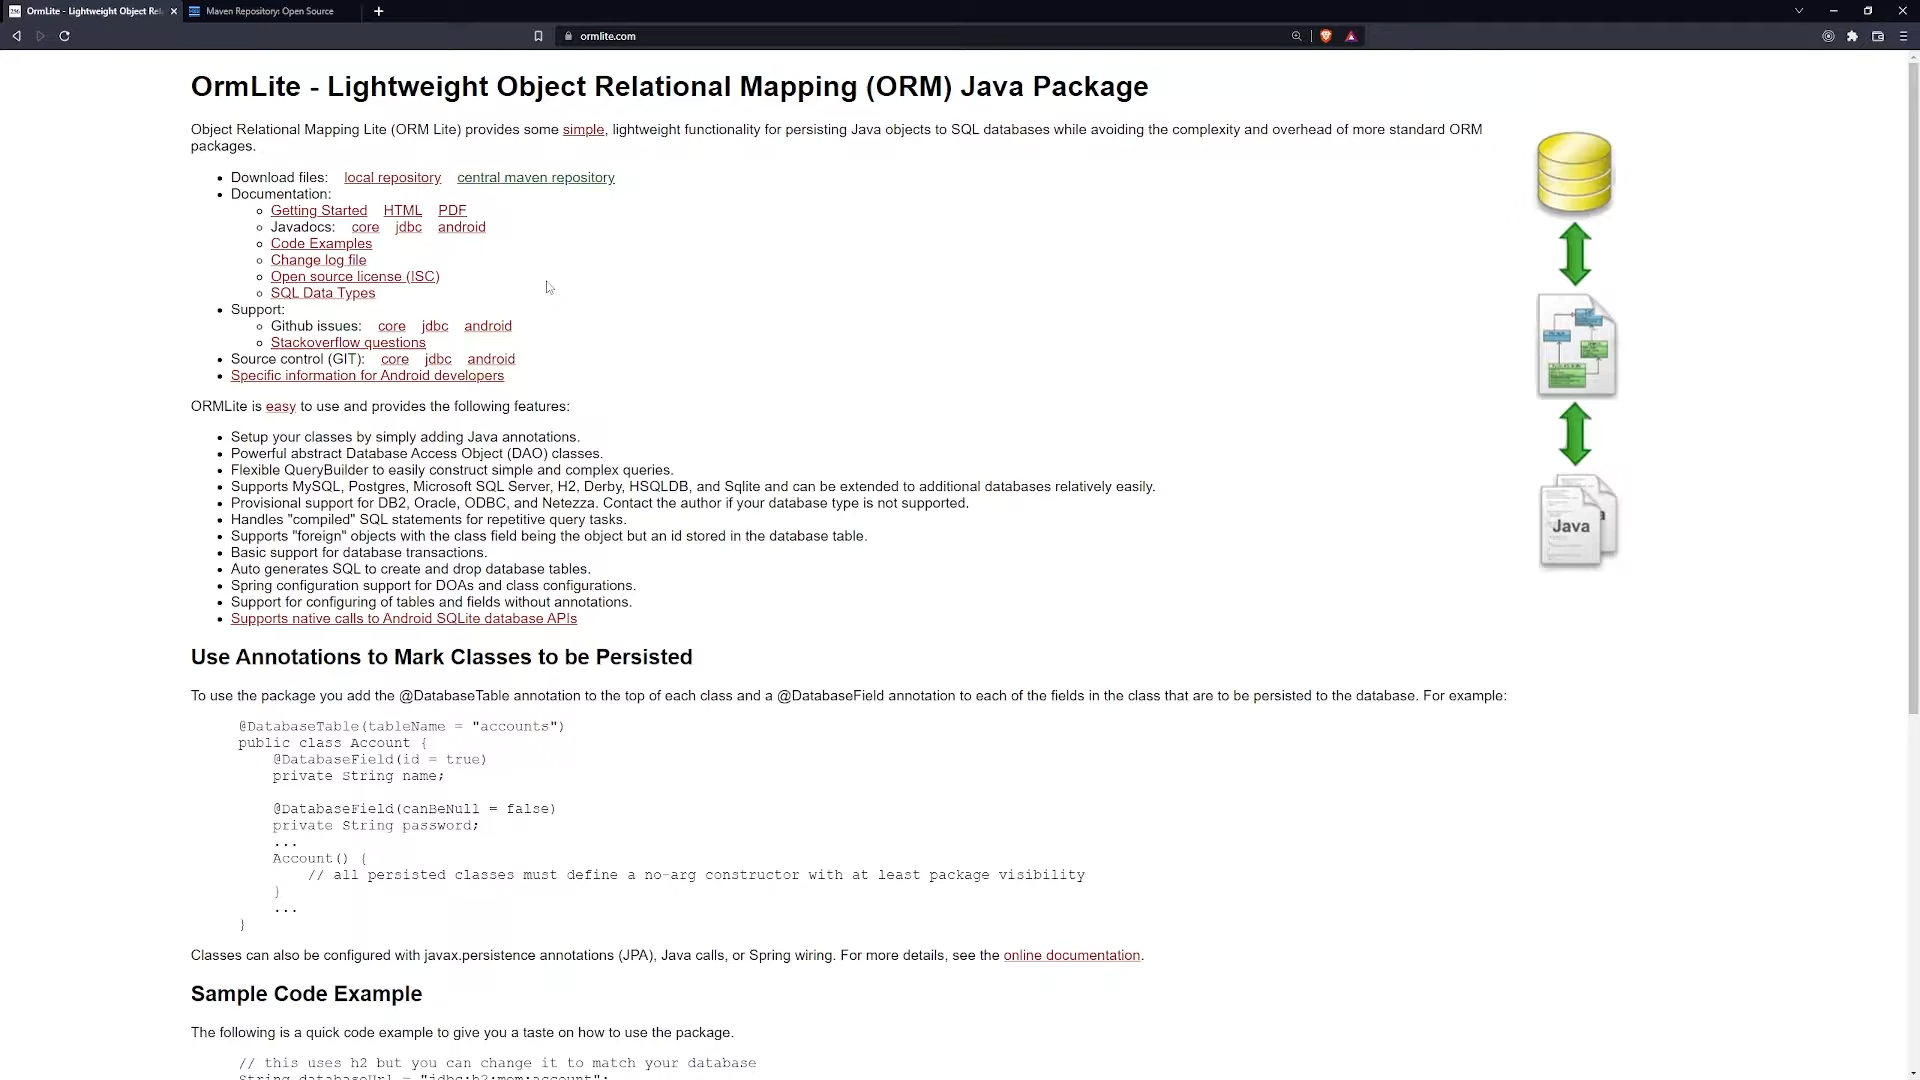 OrmLite - Lightweight Object Rel
Maven Repository: Open Source
ormlite.com
OrmLite - Lightweight Object Relational Mapping (ORM) Java Package
Object Relational Mapping Lite (ORM Lite) provides some simple, lightweight functionality for persisting Java objects to SQL databases while avoiding the complexity and overhead of more standard ORM
packages.
Download files: local repository central maven repository
Documentation:
Getting Started HTML PDF
Javadocs: core jdbc android
Code Examples
Change log file
Open source license (ISC)
SQL Data Types
Support:
Github issues: core jdbc android
Stackoverflow questions
Source control (GIT): core jdbc android
Specific information for Android developers
ORMLite is easy to use and provides the following features:
Setup your classes by simply adding Java annotations.
Powerful abstract Database Access Object (DAO) classes.
Flexible QueryBuilder to easily construct simple and complex queries.
Supports MySQL, Postgres, Microsoft SQL Server, H2, Derby, HSQLDB, and Sqlite and can be extended to additional databases relatively easily.
Provisional support for DB2, Oracle, ODBC, and Netezza. Contact the author if your database type is not supported.
Handles "compiled" SQL statements for repetitive query tasks.
Supports "foreign" objects with the class field being the object but an id stored in the database table.
Basic support for database transactions.
Auto generates SQL to create and drop database tables.
Spring configuration support for DOAs and class configurations.
Support for configuring of tables and fields without annotations.
Supports native calls to Android SQLite database APIs
Java
Use Annotations to Mark Classes to be Persisted
To use the package you add the @DatabaseTable annotation to the top of each class and a @DatabaseField annotation to each of the fields in the class that are to be persisted to the database. For example:
@DatabaseTable(tableName = "accounts")
public class Account {
@DatabaseField(id = true)
private String name;
@DatabaseField(canBeNull = false)
private String password;
...
Account() {
// all persisted classes must define a no-arg constructor with at least package visibility
}
...
}
Classes can also be configured with javax.persistence annotations (JPA), Java calls, or Spring wiring. For more details, see the online documentation.
Sample Code Example
The following is a quick code example to give you a taste on how to use the package.
// this uses h2 but you can change it to match your database
String databaseUrl = "jdbc:h2:mem:account";